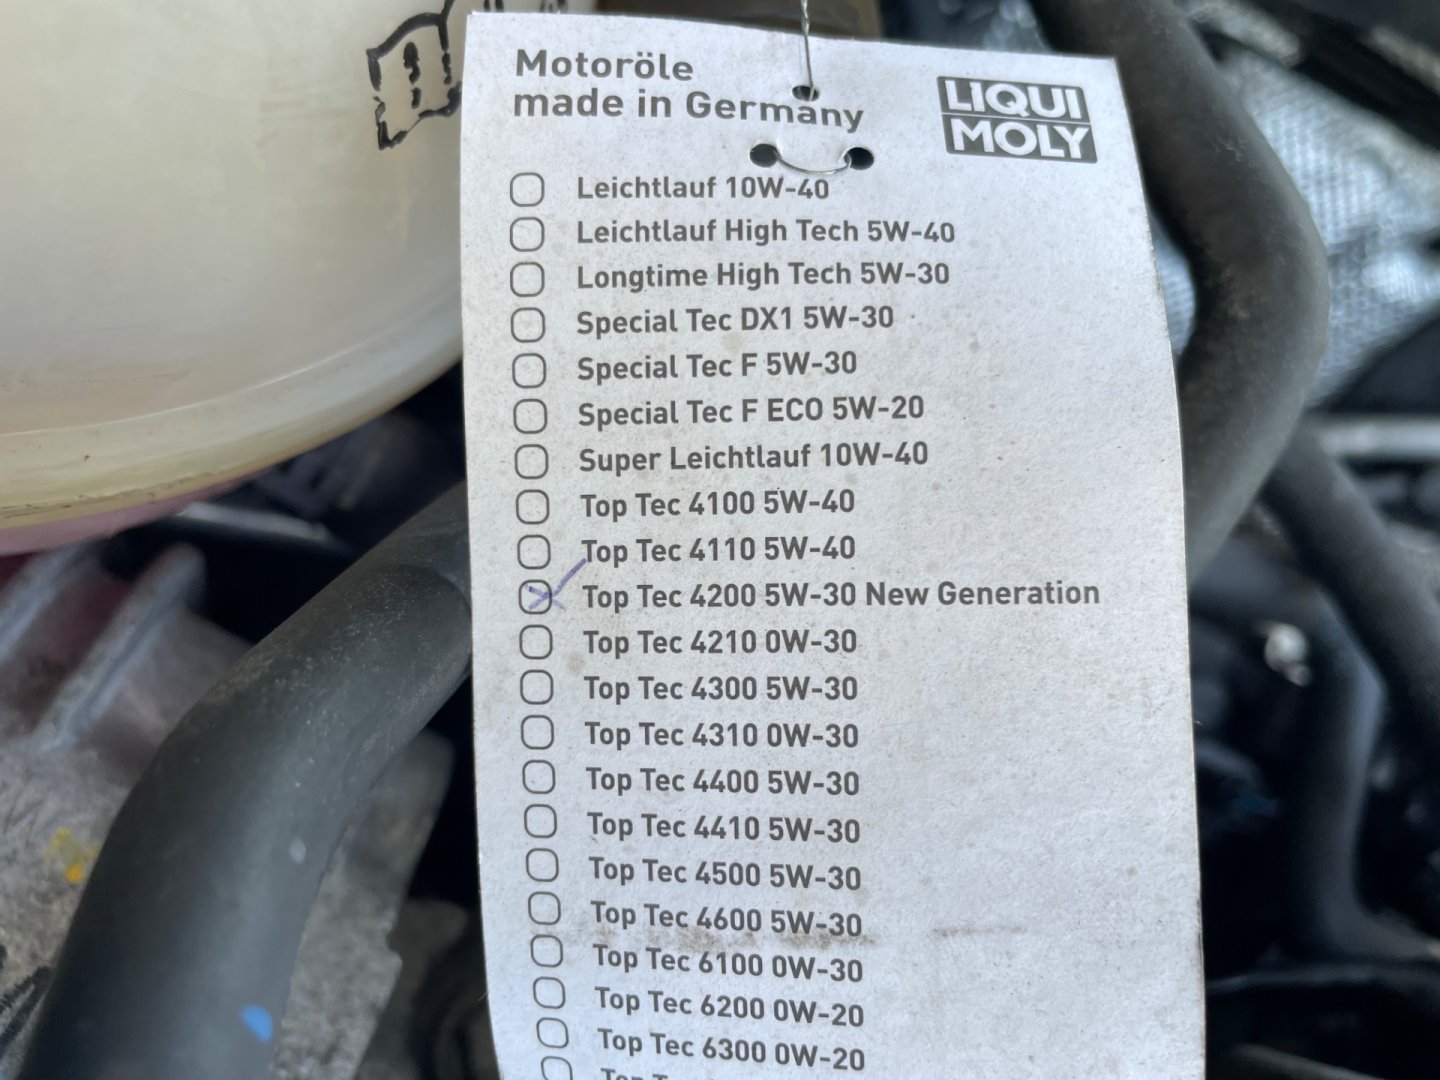 Motoröle
made in Germany
LIQUI
MOLY
Leichtlauf 10W-40
Leichtlauf High Tech 5W-40
Longtime High Tech 5W-30
Special Tec DX1 5W-30
Special Tec F 5W-30
Special Tec F ECO 5W-20
Super Leichtlauf 10W-40
Top Tec 4100 5W-40
Top Tec 4110 5W-40
Top Tec 4200 5W-30 New Generation
Top Tec 4210 0W-30
Top Tec 4300 5W-30
Top Tec 4310 0W-30
Top Tec 4400 5W-30
Top Tec 4410 5W-30
Top Tec 4500 5W-30
Top Tec 4600 5W-30
Top Tec 6100 0W-30
Top Tec 6200 0W-20
Top Tec 6300 0W-20